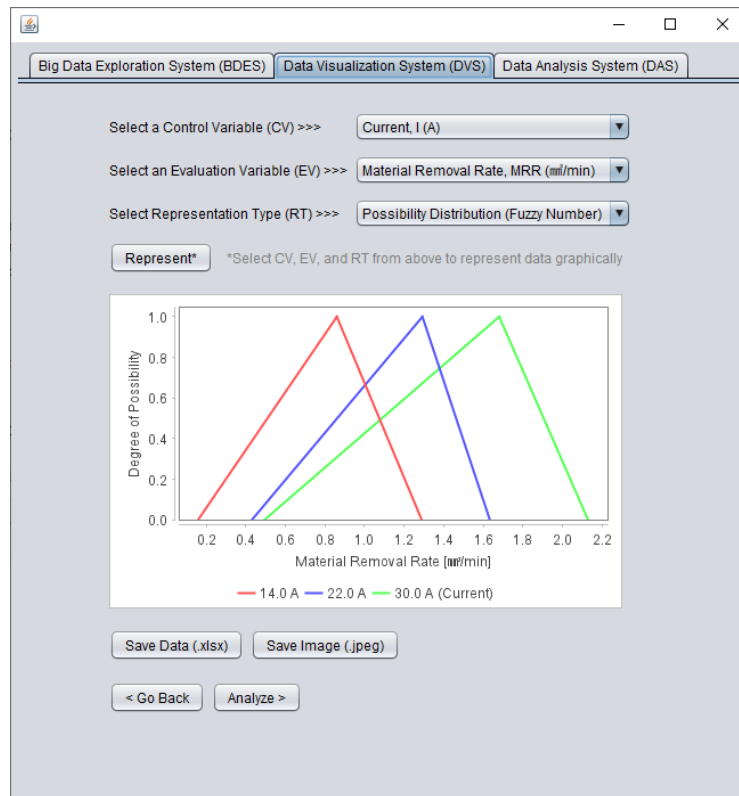 Big Data Exploration System (BDES) Data Visualization System (DVS) Data Analysis System (DAS)
Select a Control Variable (CV) >>> Current, I (A)
Select an Evaluation Variable (EV) >>> Material Removal Rate, MRR (㎣/min)
Select Representation Type (RT) >>> Possibility Distribution (Fuzzy Number)
Represent* *Select CV, EV, and RT from above to represent data graphically
Degree of Possibility
1.0
0.8
0.6
0.4
0.2
0.0
0.2 0.4 0.6 0.8 1.0 1.2 1.4 1.6 1.8 2.0 2.2
Material Removal Rate [㎣/min]
14.0 A 22.0 A 30.0 A (Current)
Save Data (.xlsx) Save Image (.jpeg)
< Go Back Analyze >